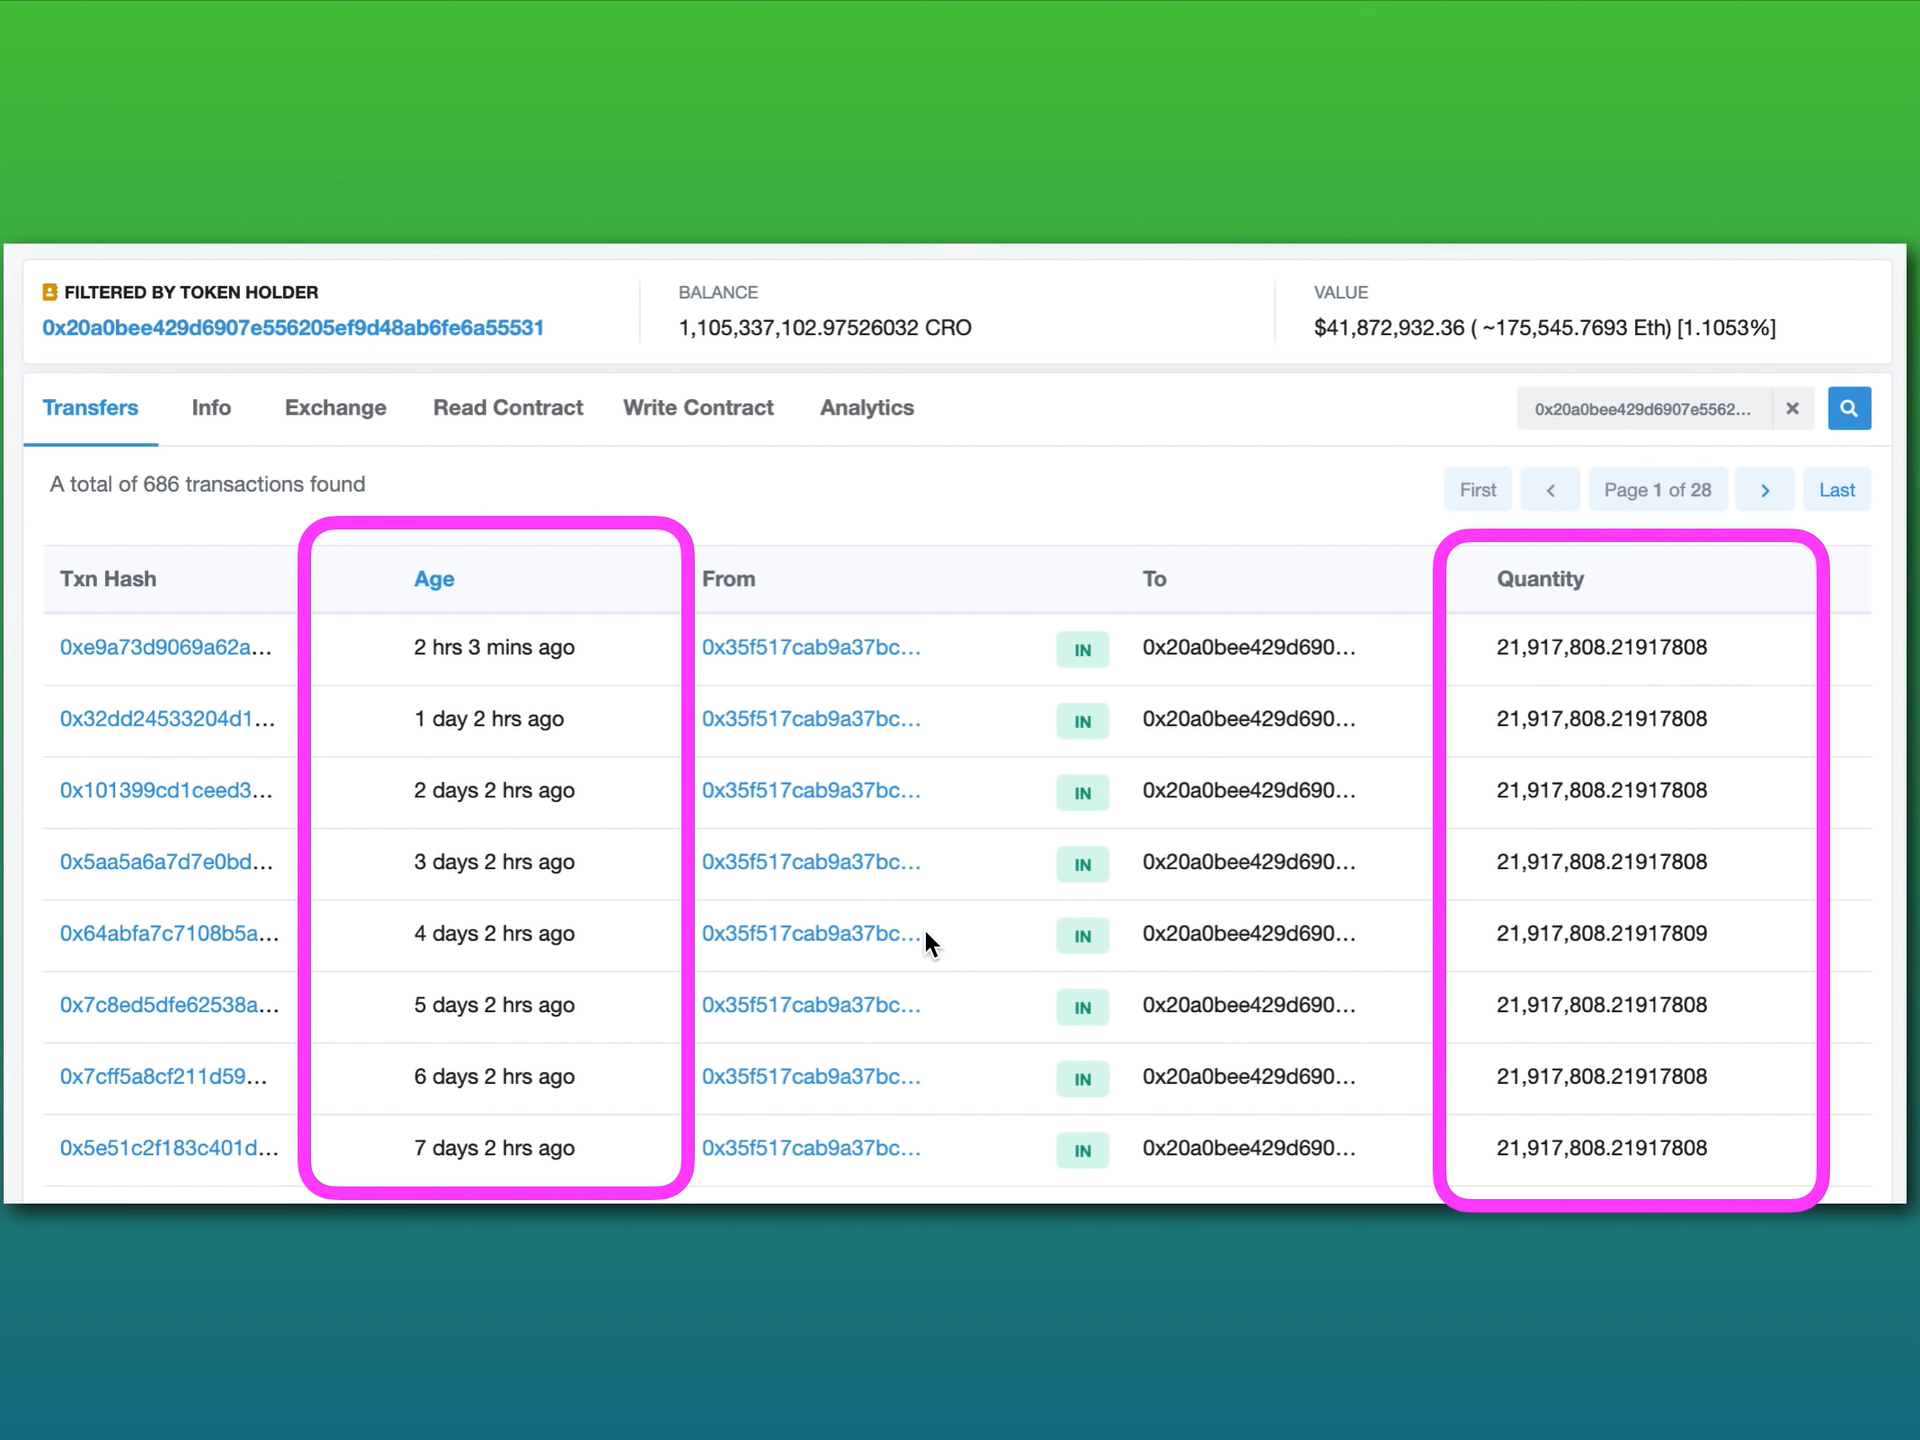 FILTERED BY TOKEN HOLDER
0x20a0bee429d6907e556205ef9d48ab6fe6a55531
BALANCE
1,105,337,102.97526032 CRO
VALUE
$41,872,932.36 ( ~175,545.7693 Eth) [1.1053%]
Transfers Info Exchange Read Contract Write Contract Analytics
0x20a0bee429d6907e5562...
A total of 686 transactions found
First Page 1 of 28 Last
Txn Hash Age From To Quantity
0xe9a73d9069a62a... 2 hrs 3 mins ago 0x35f517cab9a37bc... IN 0x20a0bee429d690... 21,917,808.21917808
0x32dd24533204d1... 1 day 2 hrs ago 0x35f517cab9a37bc... IN 0x20a0bee429d690... 21,917,808.21917808
0x101399cd1ceed3... 2 days 2 hrs ago 0x35f517cab9a37bc... IN 0x20a0bee429d690... 21,917,808.21917808
0x5aa5a6a7d7e0bd... 3 days 2 hrs ago 0x35f517cab9a37bc... IN 0x20a0bee429d690... 21,917,808.21917808
0x64abfa7c7108b5a... 4 days 2 hrs ago 0x35f517cab9a37bc... IN 0x20a0bee429d690... 21,917,808.21917809
0x7c8ed5dfe62538a... 5 days 2 hrs ago 0x35f517cab9a37bc... IN 0x20a0bee429d690... 21,917,808.21917808
0x7cff5a8cf211d59... 6 days 2 hrs ago 0x35f517cab9a37bc... IN 0x20a0bee429d690... 21,917,808.21917808
0x5e51c2f183c401d... 7 days 2 hrs ago 0x35f517cab9a37bc... IN 0x20a0bee429d690... 21,917,808.21917808